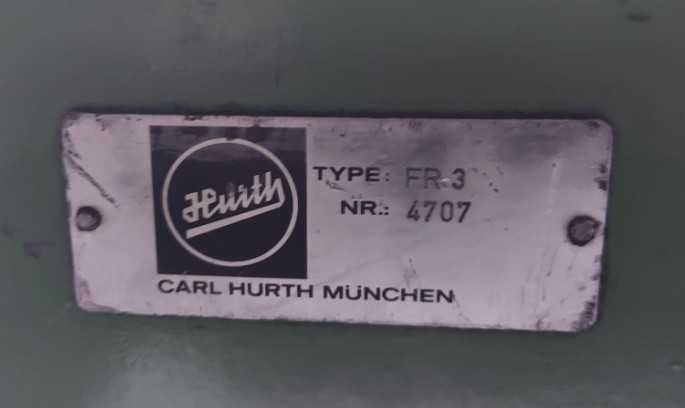 Hurth
TYPE: FR.3
NR.: 4707
CARL HURTH MÜNCHEN